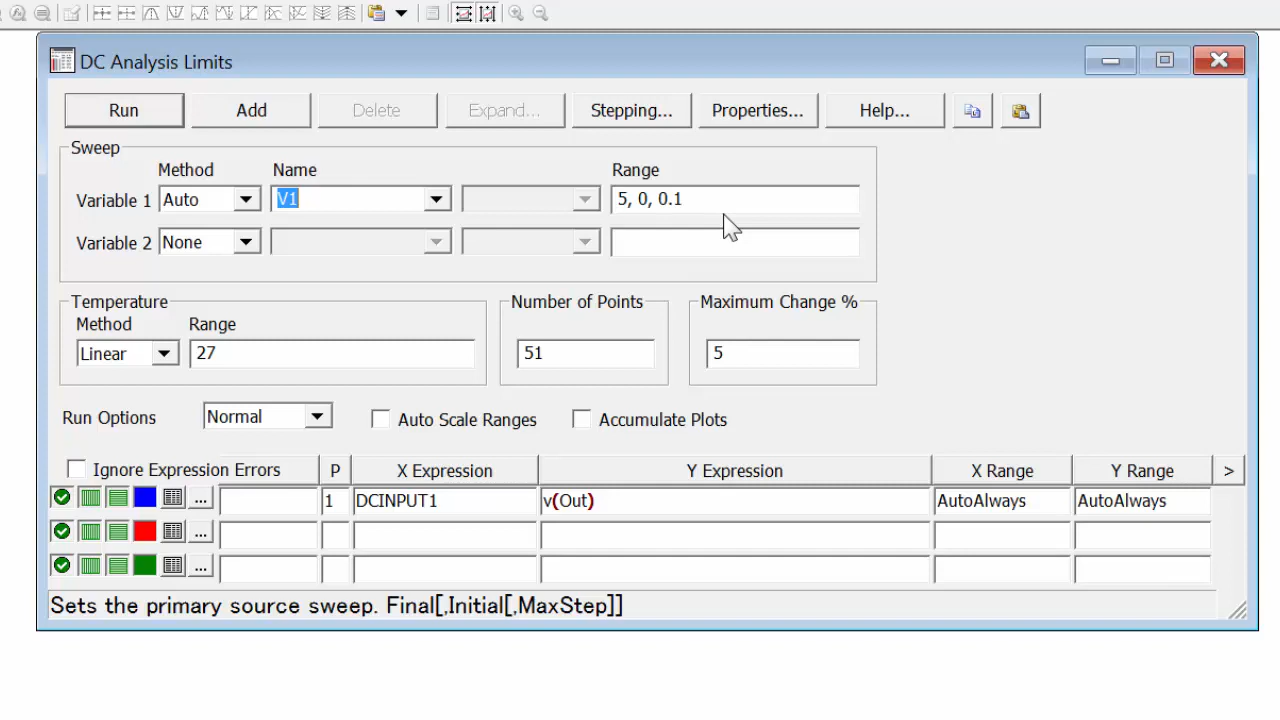 DC Analysis Limits
Run Add Delete Expand... Stepping... Properties... Help...
Sweep
Method Name Range
Variable 1 Auto V1 5, 0, 0.1
Variable 2 None
Temperature Number of Points Maximum Change %
Method Range
Linear 27 51 5
Run Options Normal Auto Scale Ranges Accumulate Plots
Ignore Expression Errors P X Expression Y Expression X Range Y Range >
... 1 DCINPUT1 v(Out) AutoAlways AutoAlways
...
...
Sets the primary source sweep. Final[,Initial[,MaxStep]]